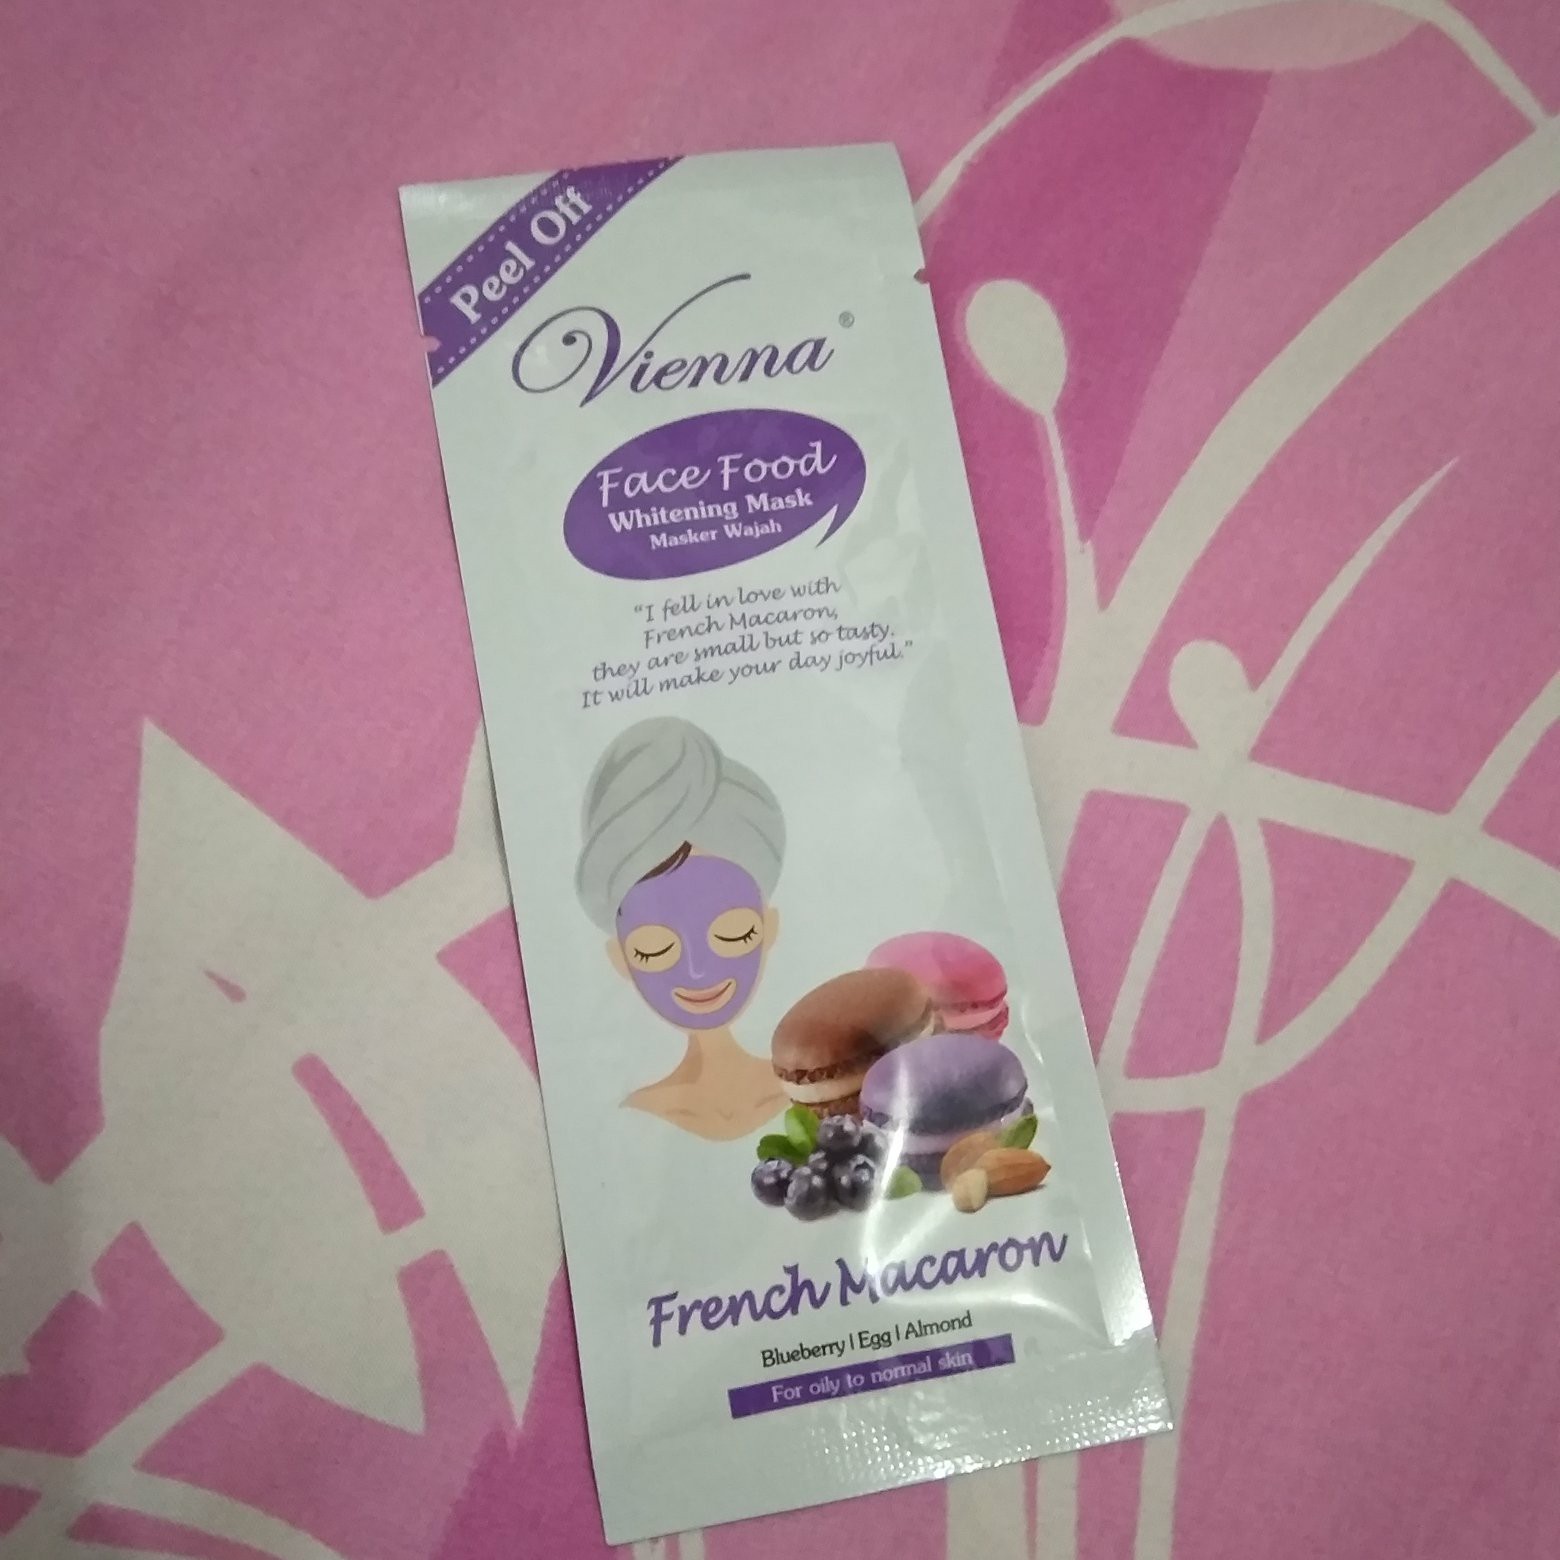 Peel Off
Vienna®
Face Food
Whitening Mask
Masker Wajah
"I fell in love with
French Macaron,
they are small but so tasty.
It will make your day joyful."
French Macaron
Blueberry | Egg | Almond
For oily to normal skin